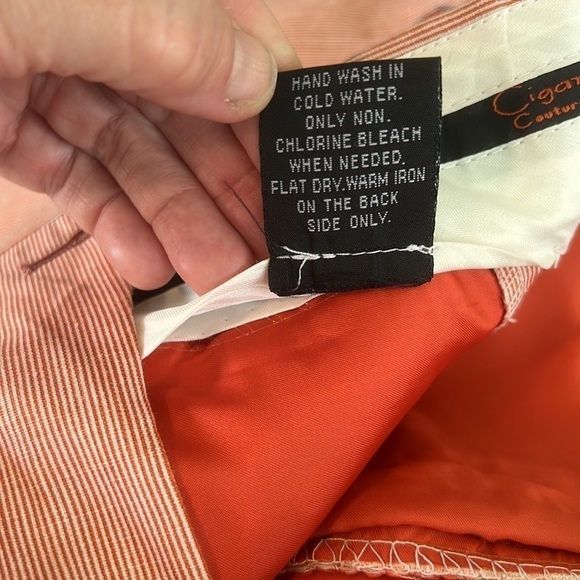 HAND WASH IN
COLD WATER.
ONLY NON.
CHLORINE BLEACH
WHEN NEEDED.
FLAT DRY.WARM IRON
ON THE BACK
SIDE ONLY.